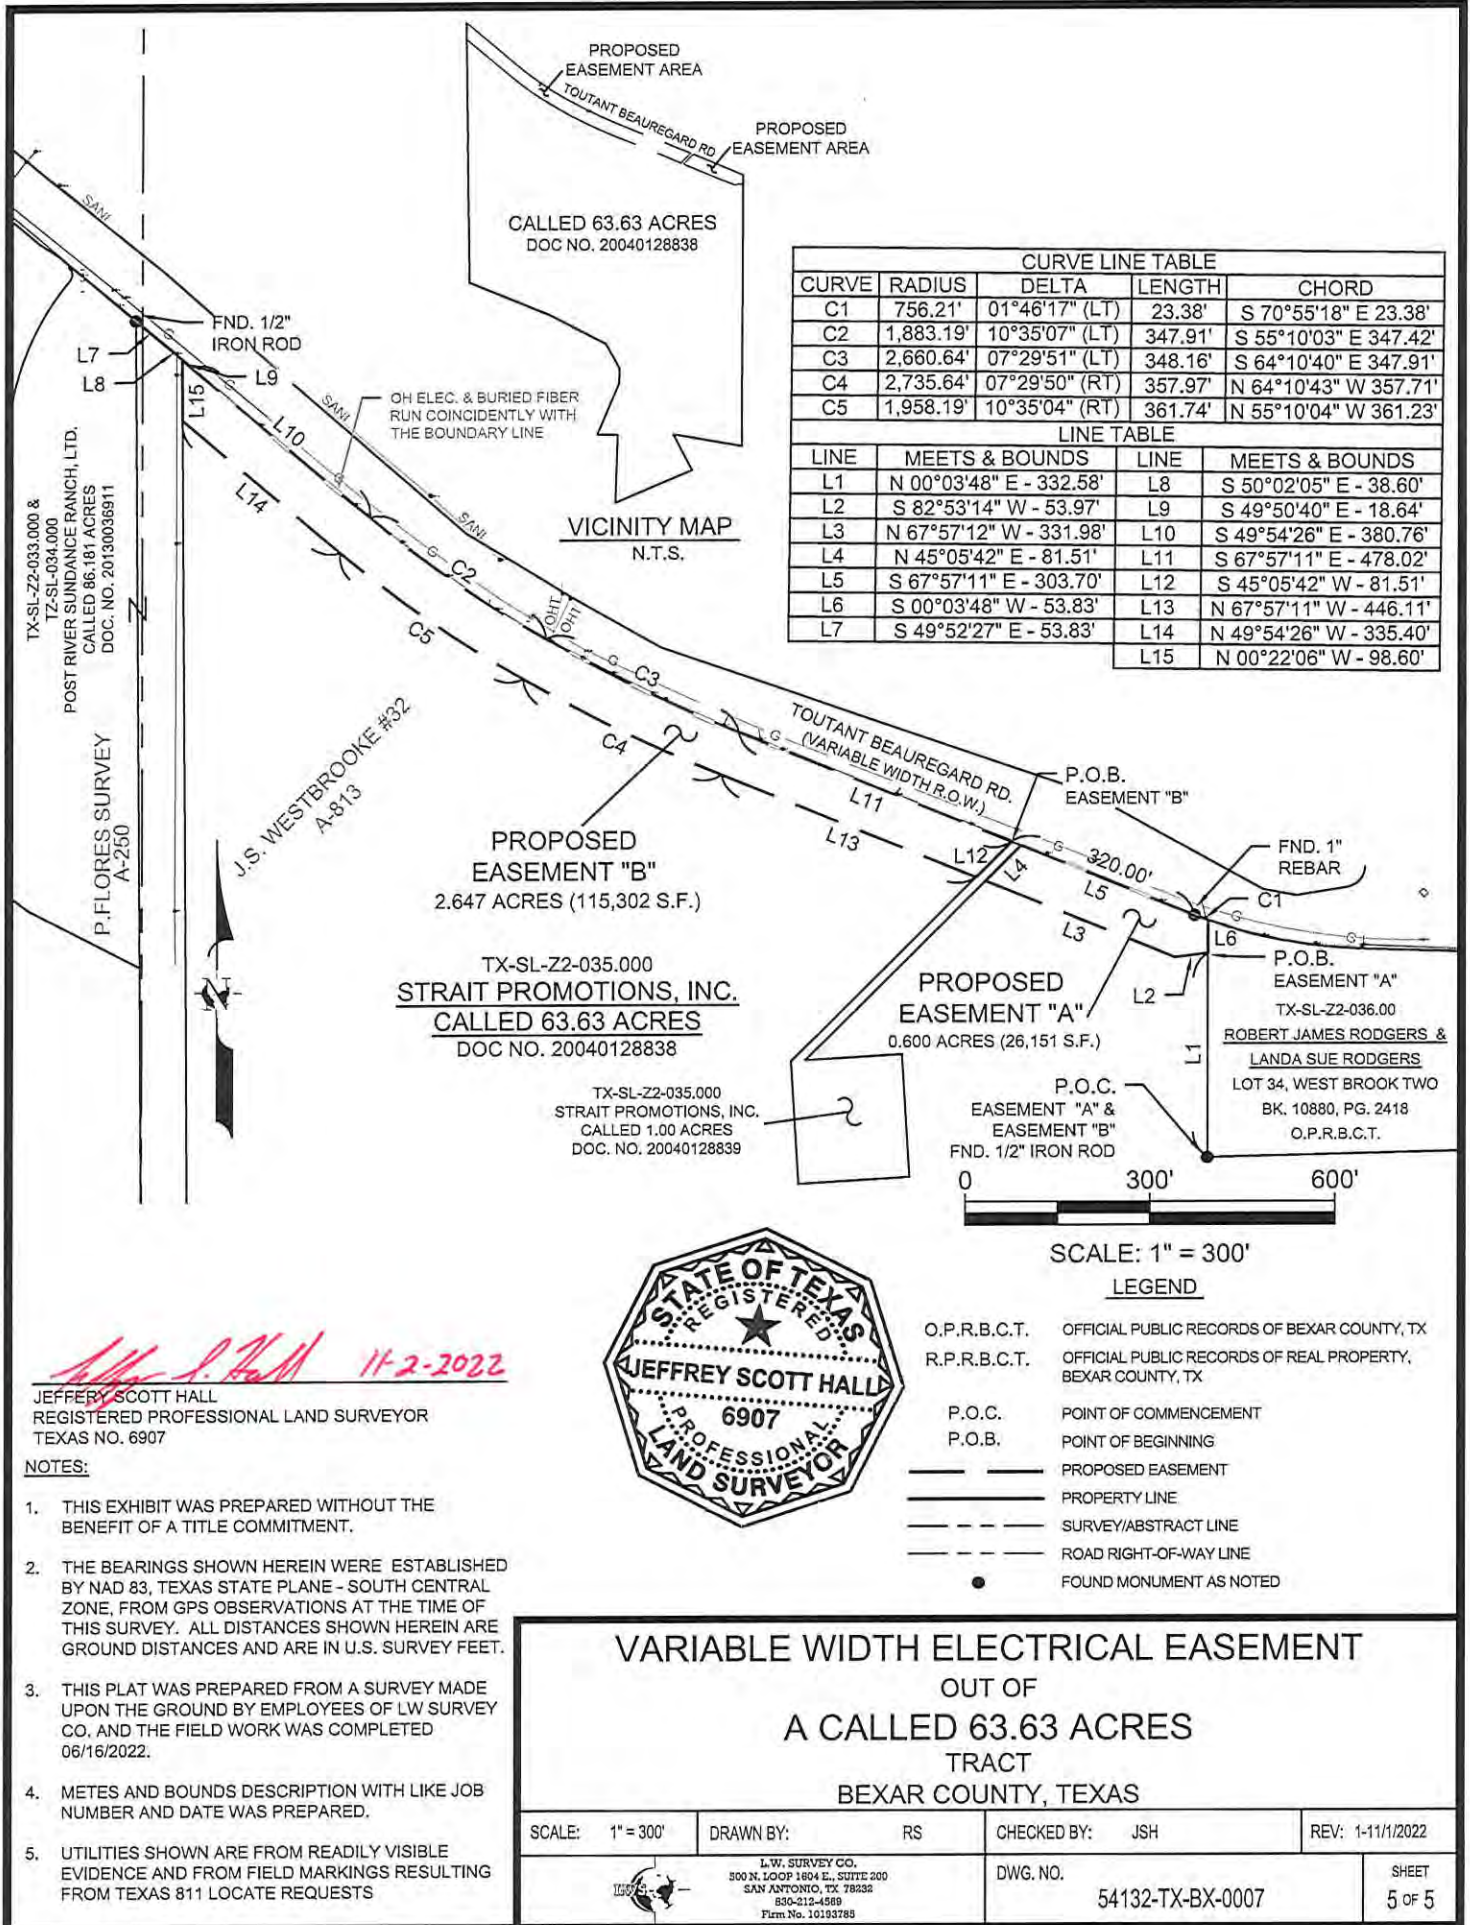 PROPOSED
EASEMENT AREA
TOUTANT BEAUREGARD RD
PROPOSED
EASEMENT AREA
CALLED 63.63 ACRES
DOC NO. 20040128838
VICINITY MAP
N.T.S.
CURVE LINE TABLE
CURVE RADIUS DELTA LENGTH CHORD
C1 756.21' 01°46'17" (LT) 23.38' S 70°55'18" E 23.38'
C2 1,883.19' 10°35'07" (LT) 347.91' S 55°10'03" E 347.42'
C3 2,660.64' 07°29'51" (LT) 348.16' S 64°10'40" E 347.91'
C4 2,735.64' 07°29'50" (RT) 357.97' N 64°10'43" W 357.71'
C5 1,958.19' 10°35'04" (RT) 361.74' N 55°10'04" W 361.23'
LINE TABLE
LINE MEETS & BOUNDS LINE MEETS & BOUNDS
L1 N 00°03'48" E - 332.58' L8 S 50°02'05" E - 38.60'
L2 S 82°53'14" W - 53.97' L9 S 49°50'40" E - 18.64'
L3 N 67°57'12" W - 331.98' L10 S 49°54'26" E - 380.76'
L4 N 45°05'42" E - 81.51' L11 S 67°57'11" E - 478.02'
L5 S 67°57'11" E - 303.70' L12 S 45°05'42" W - 81.51'
L6 S 00°03'48" W - 53.83' L13 N 67°57'11" W - 446.11'
L7 S 49°52'27" E - 53.83' L14 N 49°54'26" W - 335.40'
L15 N 00°22'06" W - 98.60'
SANI
FND. 1/2"
IRON ROD
L7
L8
L9
L15
G
L10
SANI
OH ELEC. & BURIED FIBER
RUN COINCIDENTLY WITH
THE BOUNDARY LINE
G
L14
SANI
G
C2
G
OHT
OHT
C5
G
C3
C4
G
TX-SL-Z2-033.000 &
TZ-SL-034.000
POST RIVER SUNDANCE RANCH, LTD.
CALLED 86.181 ACRES
DOC. NO. 20130036911
P.FLORES SURVEY
A-250
J.S. WESTBROOKE #32
A-813
N
TOUTANT BEAUREGARD RD.
(VARIABLE WIDTH R.O.W.)
L11
L13
L12
L4
G
320.00'
L5
L3
P.O.B.
EASEMENT "B"
FND. 1"
REBAR
C1
G
G
L6
L2
L1
P.O.B.
EASEMENT "A"
TX-SL-Z2-036.00
ROBERT JAMES RODGERS &
LANDA SUE RODGERS
LOT 34, WEST BROOK TWO
BK. 10880, PG. 2418
O.P.R.B.C.T.
PROPOSED
EASEMENT "B"
2.647 ACRES (115,302 S.F.)
TX-SL-Z2-035.000
STRAIT PROMOTIONS, INC.
CALLED 63.63 ACRES
DOC NO. 20040128838
PROPOSED
EASEMENT "A"
0.600 ACRES (26,151 S.F.)
TX-SL-Z2-035.000
STRAIT PROMOTIONS, INC.
CALLED 1.00 ACRES
DOC. NO. 20040128839
P.O.C.
EASEMENT "A" &
EASEMENT "B"
FND. 1/2" IRON ROD
0 300' 600'
SCALE: 1" = 300'
LEGEND
O.P.R.B.C.T. OFFICIAL PUBLIC RECORDS OF BEXAR COUNTY, TX
R.P.R.B.C.T. OFFICIAL PUBLIC RECORDS OF REAL PROPERTY,
BEXAR COUNTY, TX
P.O.C. POINT OF COMMENCEMENT
P.O.B. POINT OF BEGINNING
PROPOSED EASEMENT
PROPERTY LINE
SURVEY/ABSTRACT LINE
ROAD RIGHT-OF-WAY LINE
FOUND MONUMENT AS NOTED
STATE OF TEXAS
REGISTERED
JEFFREY SCOTT HALL
6907
PROFESSIONAL
LAND SURVEYOR
Jeffery S. Hall 11-2-2022
JEFFERY SCOTT HALL
REGISTERED PROFESSIONAL LAND SURVEYOR
TEXAS NO. 6907
NOTES:
1. THIS EXHIBIT WAS PREPARED WITHOUT THE
BENEFIT OF A TITLE COMMITMENT.
2. THE BEARINGS SHOWN HEREIN WERE ESTABLISHED
BY NAD 83, TEXAS STATE PLANE - SOUTH CENTRAL
ZONE, FROM GPS OBSERVATIONS AT THE TIME OF
THIS SURVEY. ALL DISTANCES SHOWN HEREIN ARE
GROUND DISTANCES AND ARE IN U.S. SURVEY FEET.
3. THIS PLAT WAS PREPARED FROM A SURVEY MADE
UPON THE GROUND BY EMPLOYEES OF LW SURVEY
CO. AND THE FIELD WORK WAS COMPLETED
06/16/2022.
4. METES AND BOUNDS DESCRIPTION WITH LIKE JOB
NUMBER AND DATE WAS PREPARED.
5. UTILITIES SHOWN ARE FROM READILY VISIBLE
EVIDENCE AND FROM FIELD MARKINGS RESULTING
FROM TEXAS 811 LOCATE REQUESTS
VARIABLE WIDTH ELECTRICAL EASEMENT
OUT OF
A CALLED 63.63 ACRES
TRACT
BEXAR COUNTY, TEXAS
SCALE: 1" = 300' DRAWN BY: RS CHECKED BY: JSH REV: 1-11/1/2022
L.W. SURVEY CO.
500 N. LOOP 1604 E., SUITE 200
SAN ANTONIO, TX 78232
830-212-4589
Firm No. 10193785
DWG. NO.
54132-TX-BX-0007
SHEET
5 OF 5